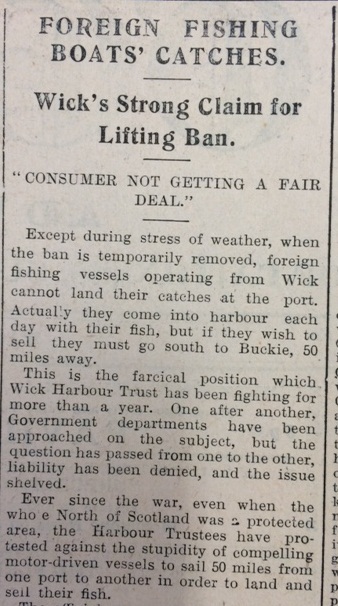 FOREIGN FISHING
BOATS' CATCHES.
Wick's Strong Claim for
Lifting Ban.
"CONSUMER NOT GETTING A FAIR
DEAL."
Except during stress of weather, when
the ban is temporarily removed, foreign
fishing vessels operating from Wick
cannot land their catches at the port.
Actual'y they come into harbour each
day with their fish, but if they wish to
sell they must go south to Buckie, 50
miles away.
This is the farcical position which
Wick Harbour Trust has been fighting for
more than a year. One after another,
Government departments have been
approached on the subject, but the
question has passed from one to the other,
liability has been denied, and the issue
shelved.
Ever since the war, even when the
who e North of Scotland was a protected
area, the Harbour Trustees have pro-
tested against the stupidity of compelling
motor-driven vessels to sail 50 miles from
one port to another in order to land and
sell their fish.